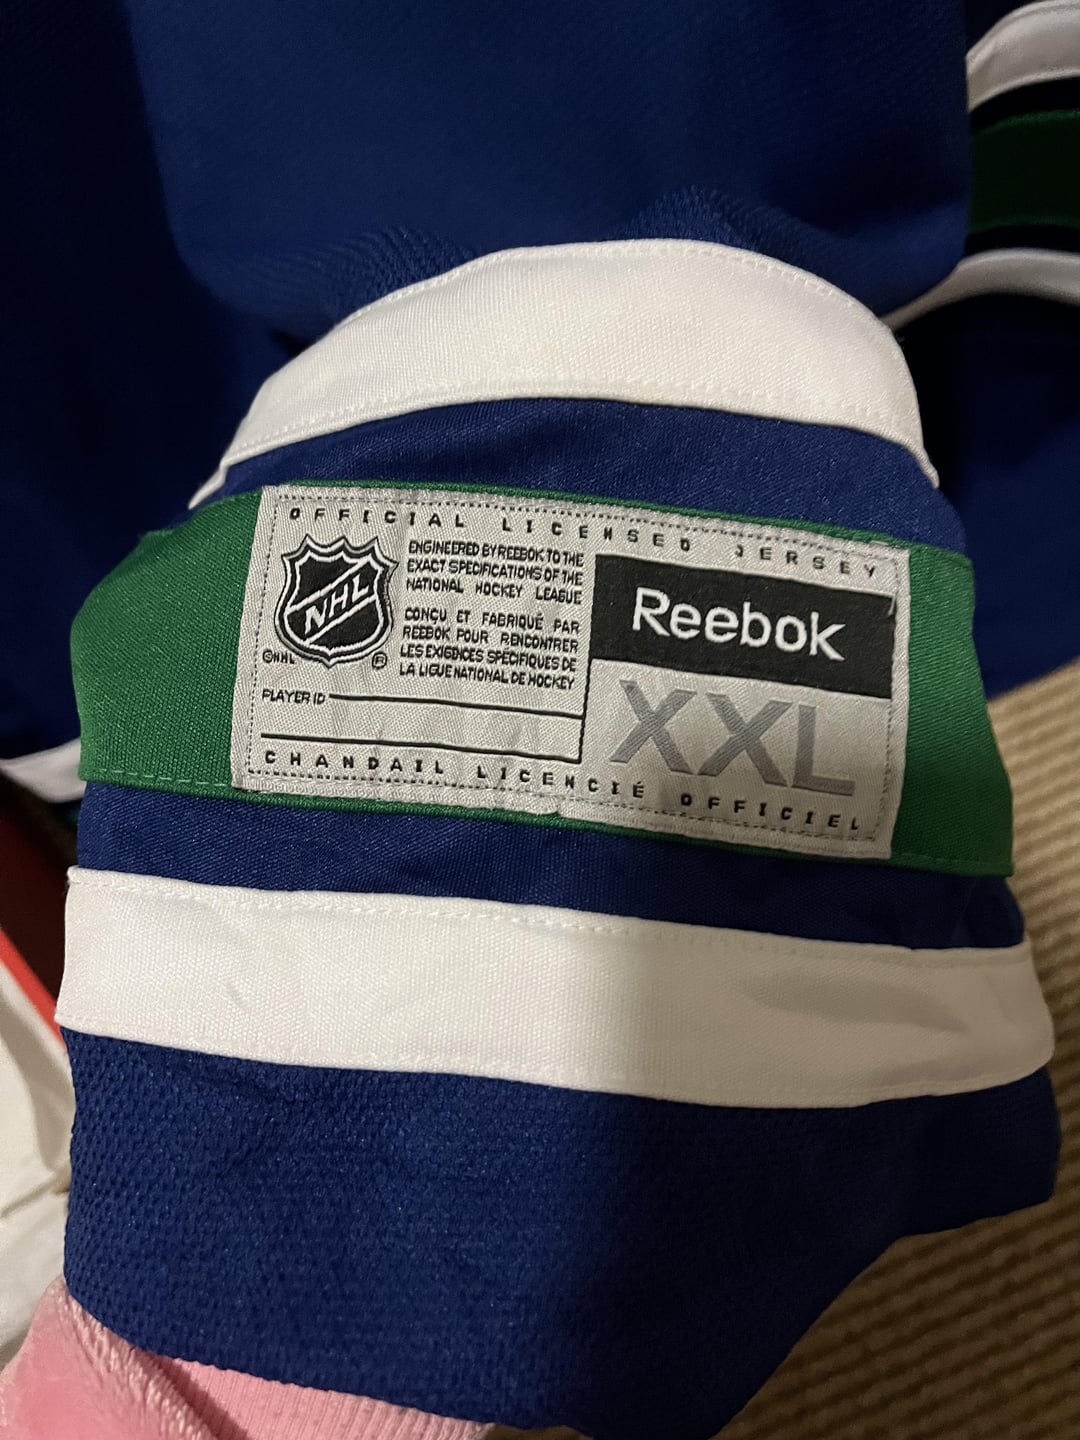 OFFICIAL LICENSED JERSEY
NHL
©NHL
®
ENGINEERED BY REEBOK TO THE
EXACT SPECIFICATIONS OF THE
NATIONAL HOCKEY LEAGUE
CONÇU ET FABRIQUÉ PAR
REEBOK POUR RENCONTRER
LES EXIGENCES SPÉCIFIQUES DE
LA LIGUE NATIONAL DE HOCKEY
PLAYER ID
Reebok
XXL
CHANDAIL LICENCIÉ OFFICIEL